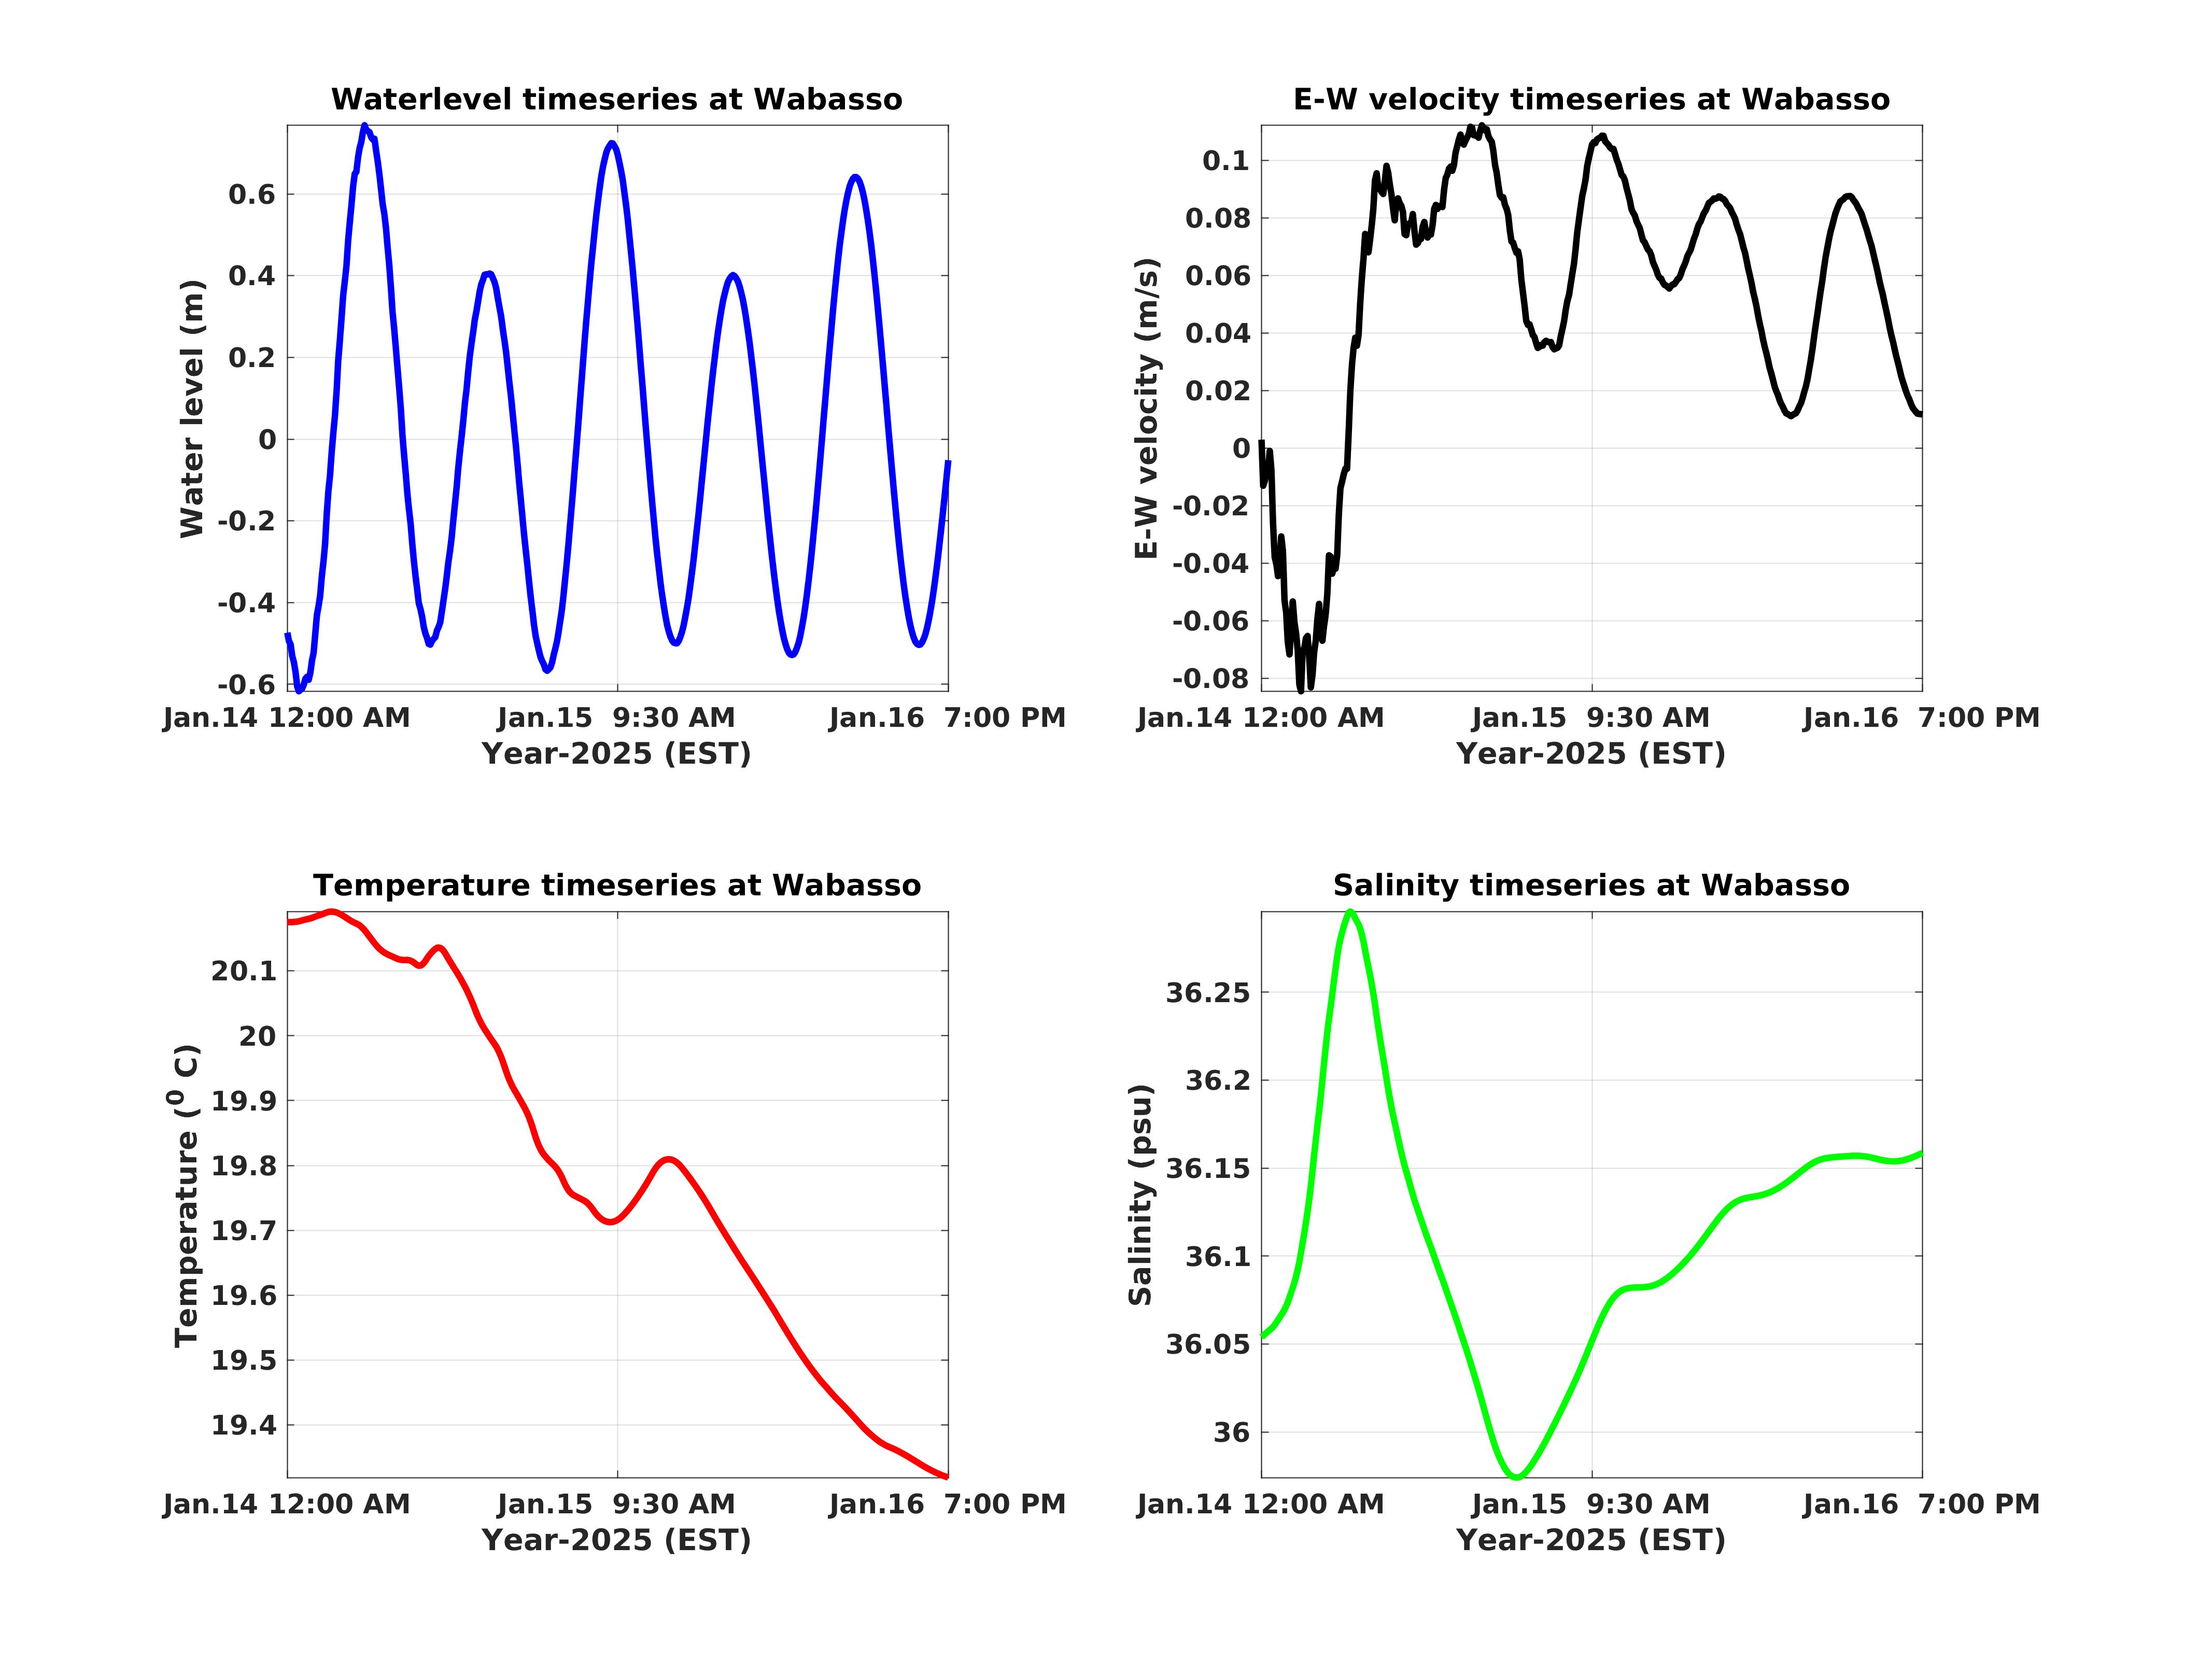 Waterlevel timeseries at Wabasso
Water level (m)
0.6
0.4
0.2
0
-0.2
-0.4
-0.6
Jan.14 12:00 AM Jan.15 9:30 AM Jan.16 7:00 PM
Year-2025 (EST)
E-W velocity timeseries at Wabasso
E-W velocity (m/s)
0.1
0.08
0.06
0.04
0.02
0
-0.02
-0.04
-0.06
-0.08
Jan.14 12:00 AM Jan.15 9:30 AM Jan.16 7:00 PM
Year-2025 (EST)
Temperature timeseries at Wabasso
Temperature (⁰ C)
20.1
20
19.9
19.8
19.7
19.6
19.5
19.4
Jan.14 12:00 AM Jan.15 9:30 AM Jan.16 7:00 PM
Year-2025 (EST)
Salinity timeseries at Wabasso
Salinity (psu)
36.25
36.2
36.15
36.1
36.05
36
Jan.14 12:00 AM Jan.15 9:30 AM Jan.16 7:00 PM
Year-2025 (EST)